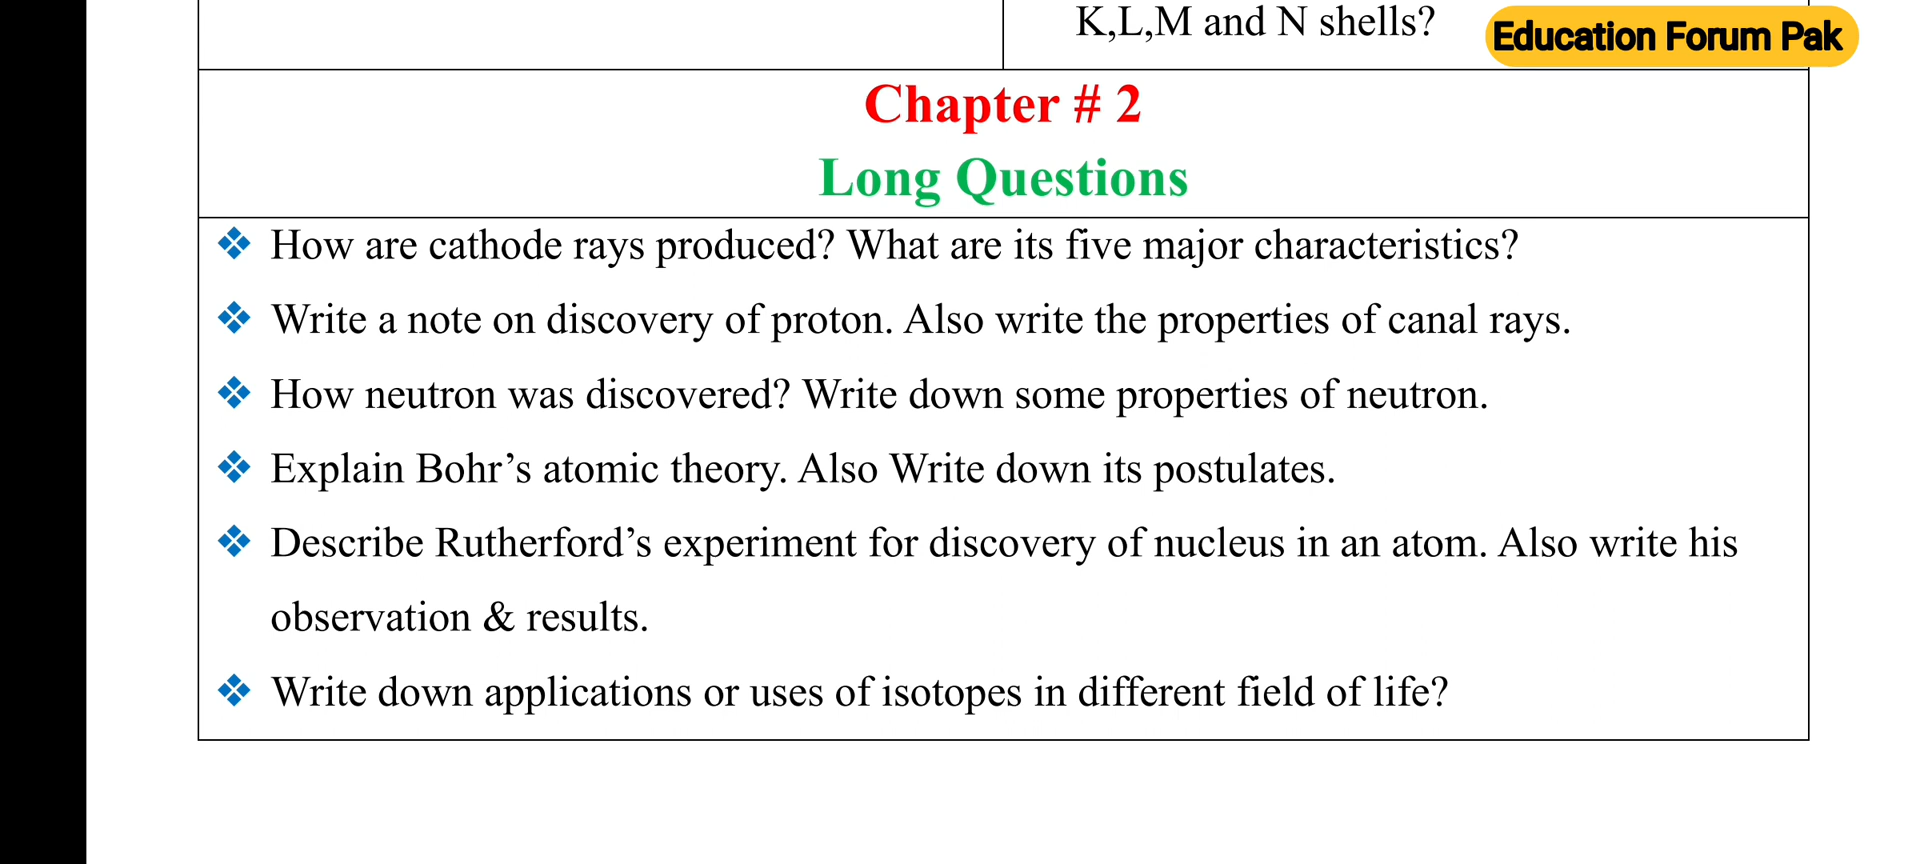 K,L,M and N shells?
Education Forum Pak
Chapter # 2
Long Questions
How are cathode rays produced? What are its five major characteristics?
Write a note on discovery of proton. Also write the properties of canal rays.
How neutron was discovered? Write down some properties of neutron.
Explain Bohr’s atomic theory. Also Write down its postulates.
Describe Rutherford’s experiment for discovery of nucleus in an atom. Also write his
observation & results.
Write down applications or uses of isotopes in different field of life?